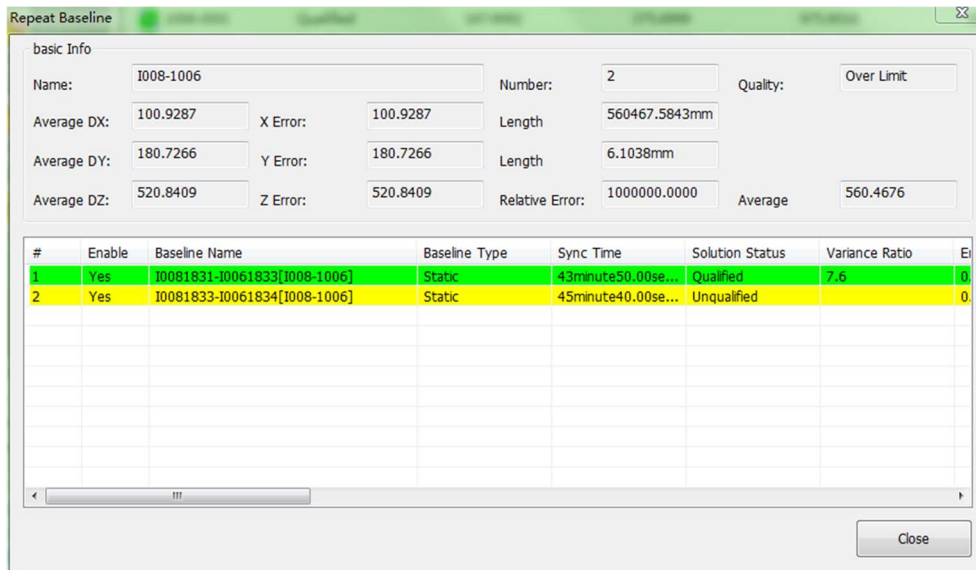 Repeat Baseline
basic Info
Name: I008-1006 Number: 2 Quality: Over Limit
Average DX: 100.9287 X Error: 100.9287 Length 560467.5843mm
Average DY: 180.7266 Y Error: 180.7266 Length 6.1038mm
Average DZ: 520.8409 Z Error: 520.8409 Relative Error: 1000000.0000 Average 560.4676
# Enable Baseline Name Baseline Type Sync Time Solution Status Variance Ratio
1 Yes I0081831-I0061833[I008-1006] Static 43minute50.00se... Qualified 7.6 0.
2 Yes I0081833-I0061834[I008-1006] Static 45minute40.00se... Unqualified 0.
Close